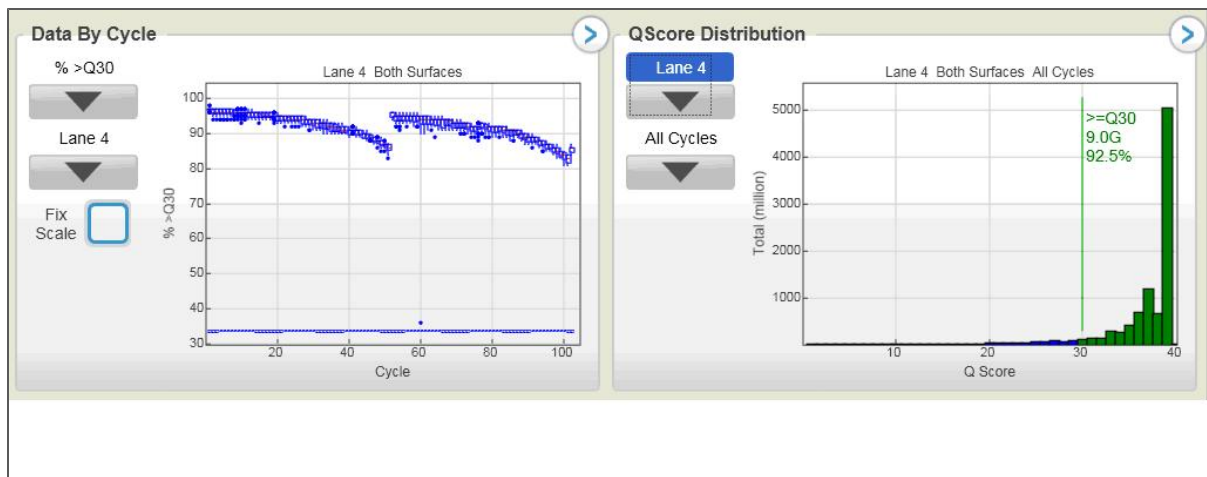 Data By Cycle
% >Q30
Lane 4
Fix
Scale
Lane 4 Both Surfaces
% >Q30
100
90
80
70
60
50
40
30
20
40
60
80
100
Cycle
QScore Distribution
Lane 4
All Cycles
Lane 4 Both Surfaces All Cycles
Total (million)
5000
4000
3000
2000
1000
>=Q30
9.0G
92.5%
10
20
30
40
Q Score